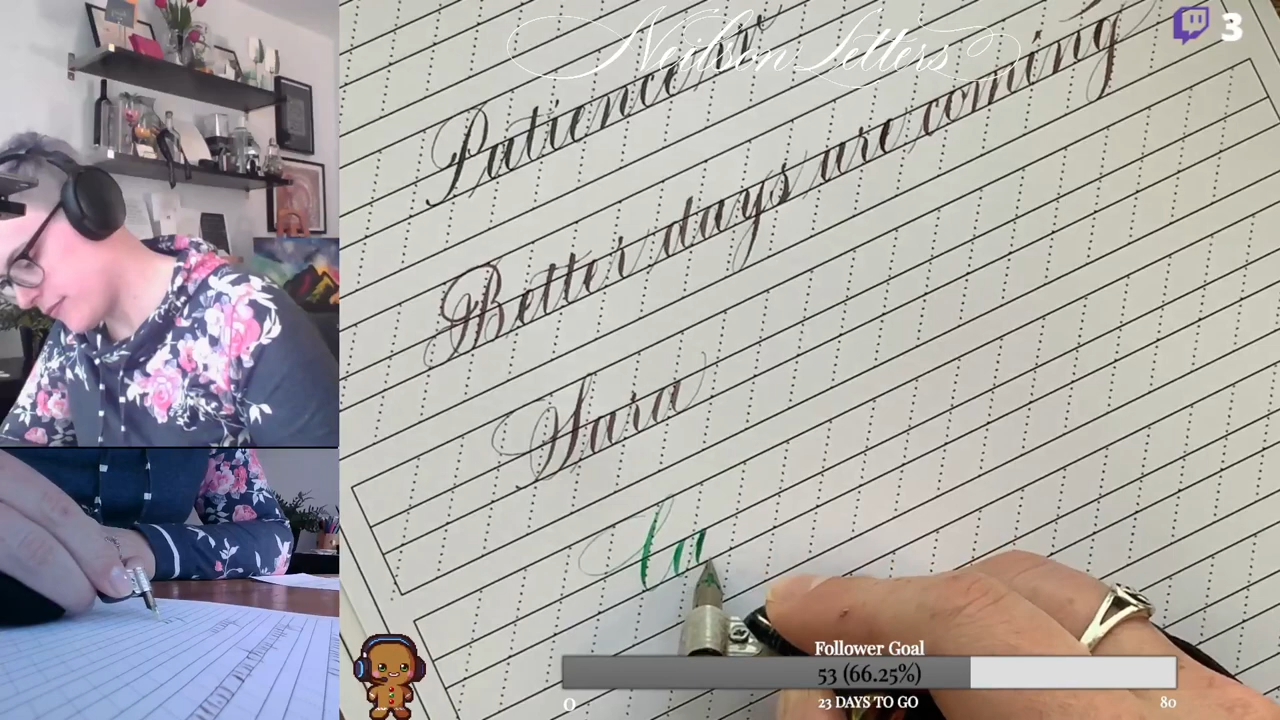 Neilson Letters
3
Patience is
Better days are coming
Sara
Follower Goal
53 (66.25%)
0
23 DAYS TO GO
80